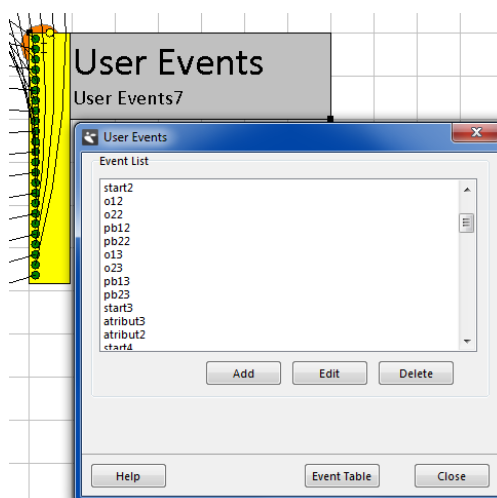 User Events
User Events7
User Events
Event List
start2
o12
o22
pb12
pb22
o13
o23
pb13
pb23
start3
atribut3
atribut2
start4
Add Edit Delete
Help Event Table Close